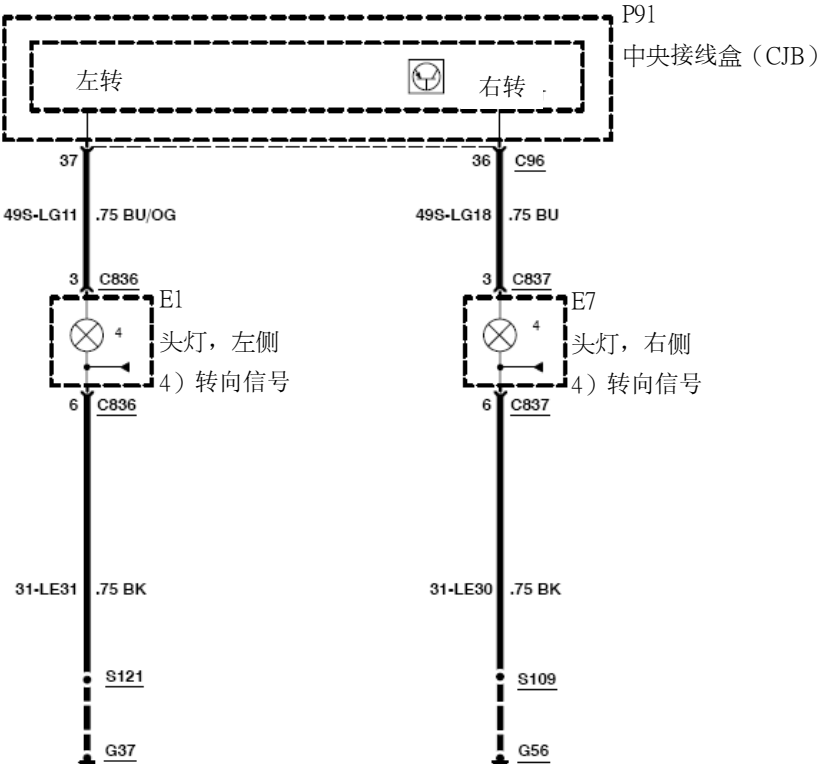 P91
中央接线盒（CJB）
左转
右转
37
36 C96
49S-LG11 .75 BU/OG
49S-LG18 .75 BU
3 C836
3 C837
E1
E7
4
4
头灯，左侧
头灯，右侧
4）转向信号
4）转向信号
6 C836
6 C837
31-LE31 .75 BK
31-LE30 .75 BK
S121
S109
G37
G56